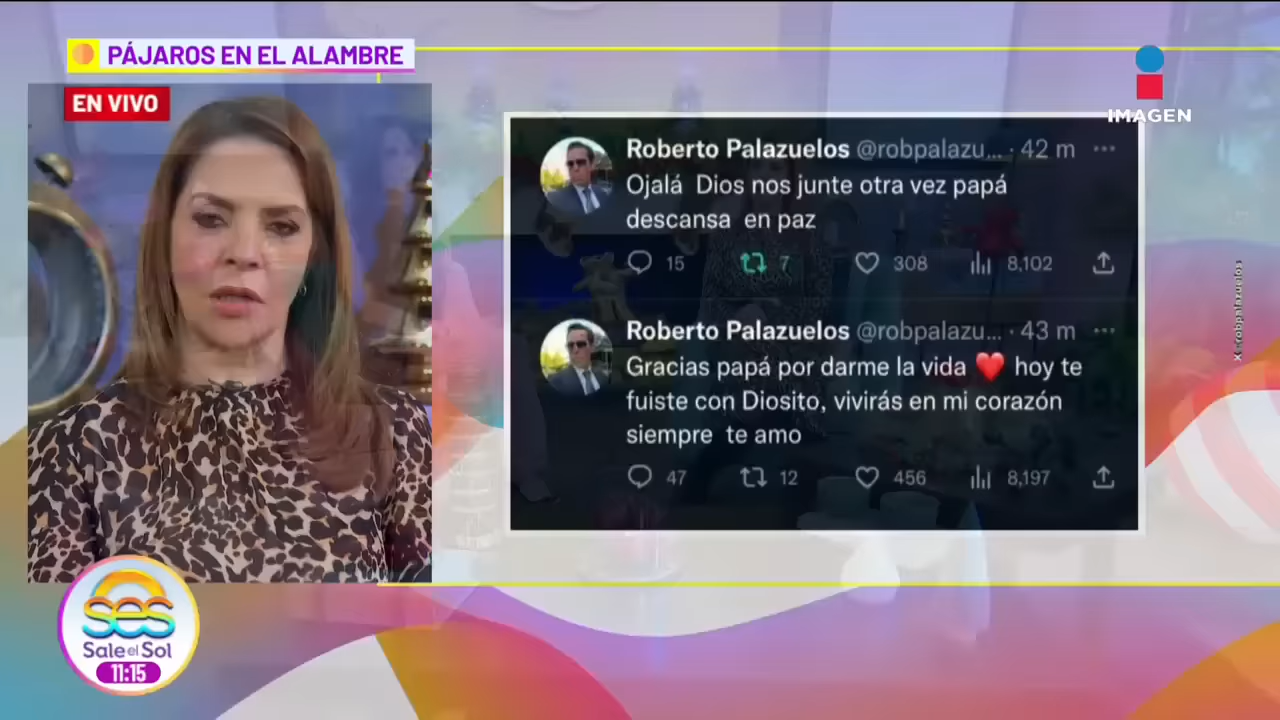 PÁJAROS EN EL ALAMBRE
EN VIVO
IMAGEN
Roberto Palazuelos @robpalazu... · 42 m
Ojalá Dios nos junte otra vez papá
descansa en paz
15 7 308 8,102
Roberto Palazuelos @robpalazu... · 43 m
Gracias papá por darme la vida ❤️ hoy te
fuiste con Diosito, vivirás en mi corazón
siempre te amo
47 12 456 8,197
X: robpalazuelos
ses
Sale el Sol
11:15